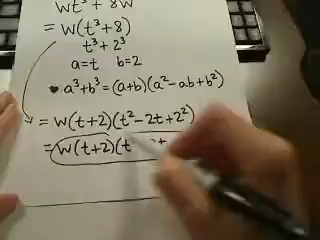 wt³ + 8w
= w(t³+8)
t³ + 2³
a=t b=2
• a³+b³=(a+b)(a²-ab+b²)
= w(t+2)(t²-2t+2²)
= w(t+2)(t +